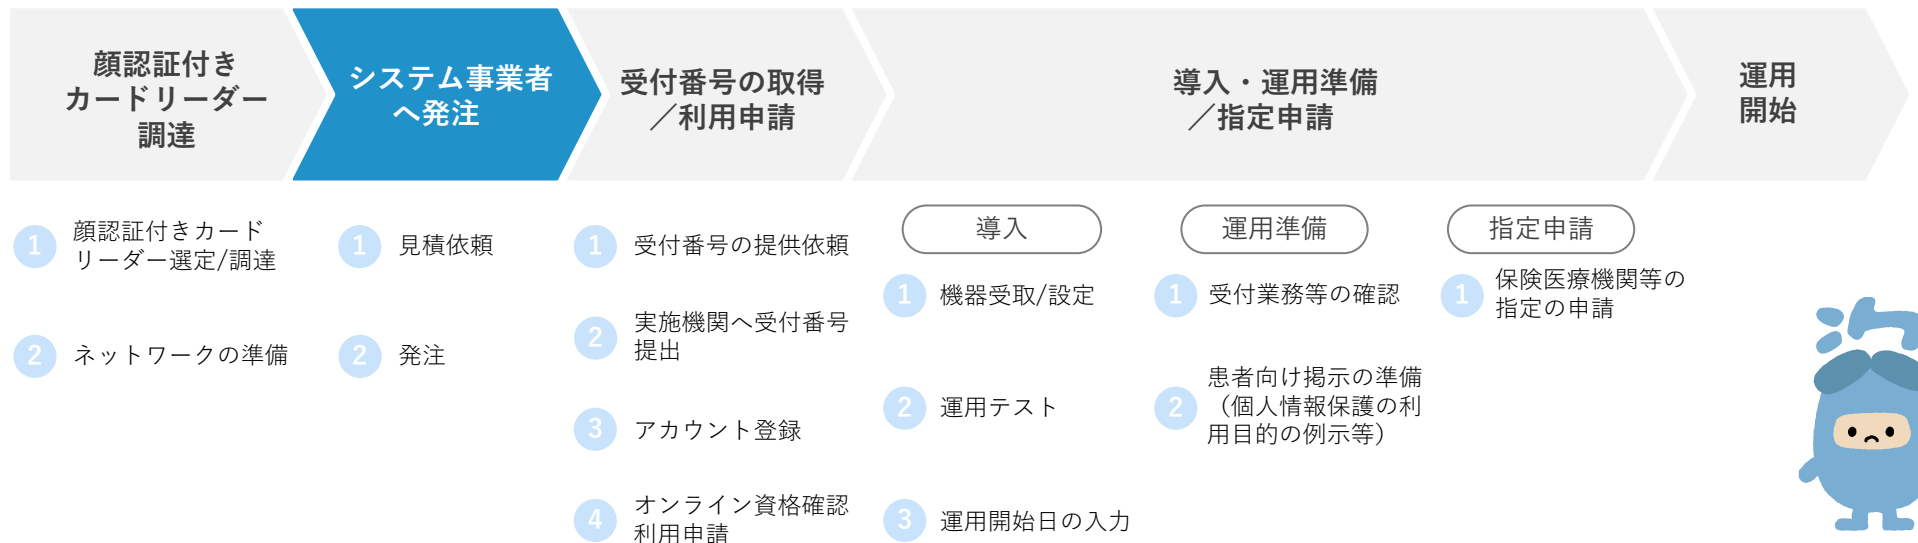 顔認証付き
カードリーダー
調達
システム事業者
へ発注
受付番号の取得
／利用申請
導入・運用準備
／指定申請
運用
開始
1
顔認証付きカード
リーダー選定/調達
2
ネットワークの準備
1
見積依頼
2
発注
1
受付番号の提供依頼
2
実施機関へ受付番号
提出
3
アカウント登録
4
オンライン資格確認
利用申請
導入
1
機器受取/設定
2
運用テスト
3
運用開始日の入力
運用準備
1
受付業務等の確認
2
患者向け掲示の準備
（個人情報保護の利
用目的の例示等）
指定申請
1
保険医療機関等の
指定の申請